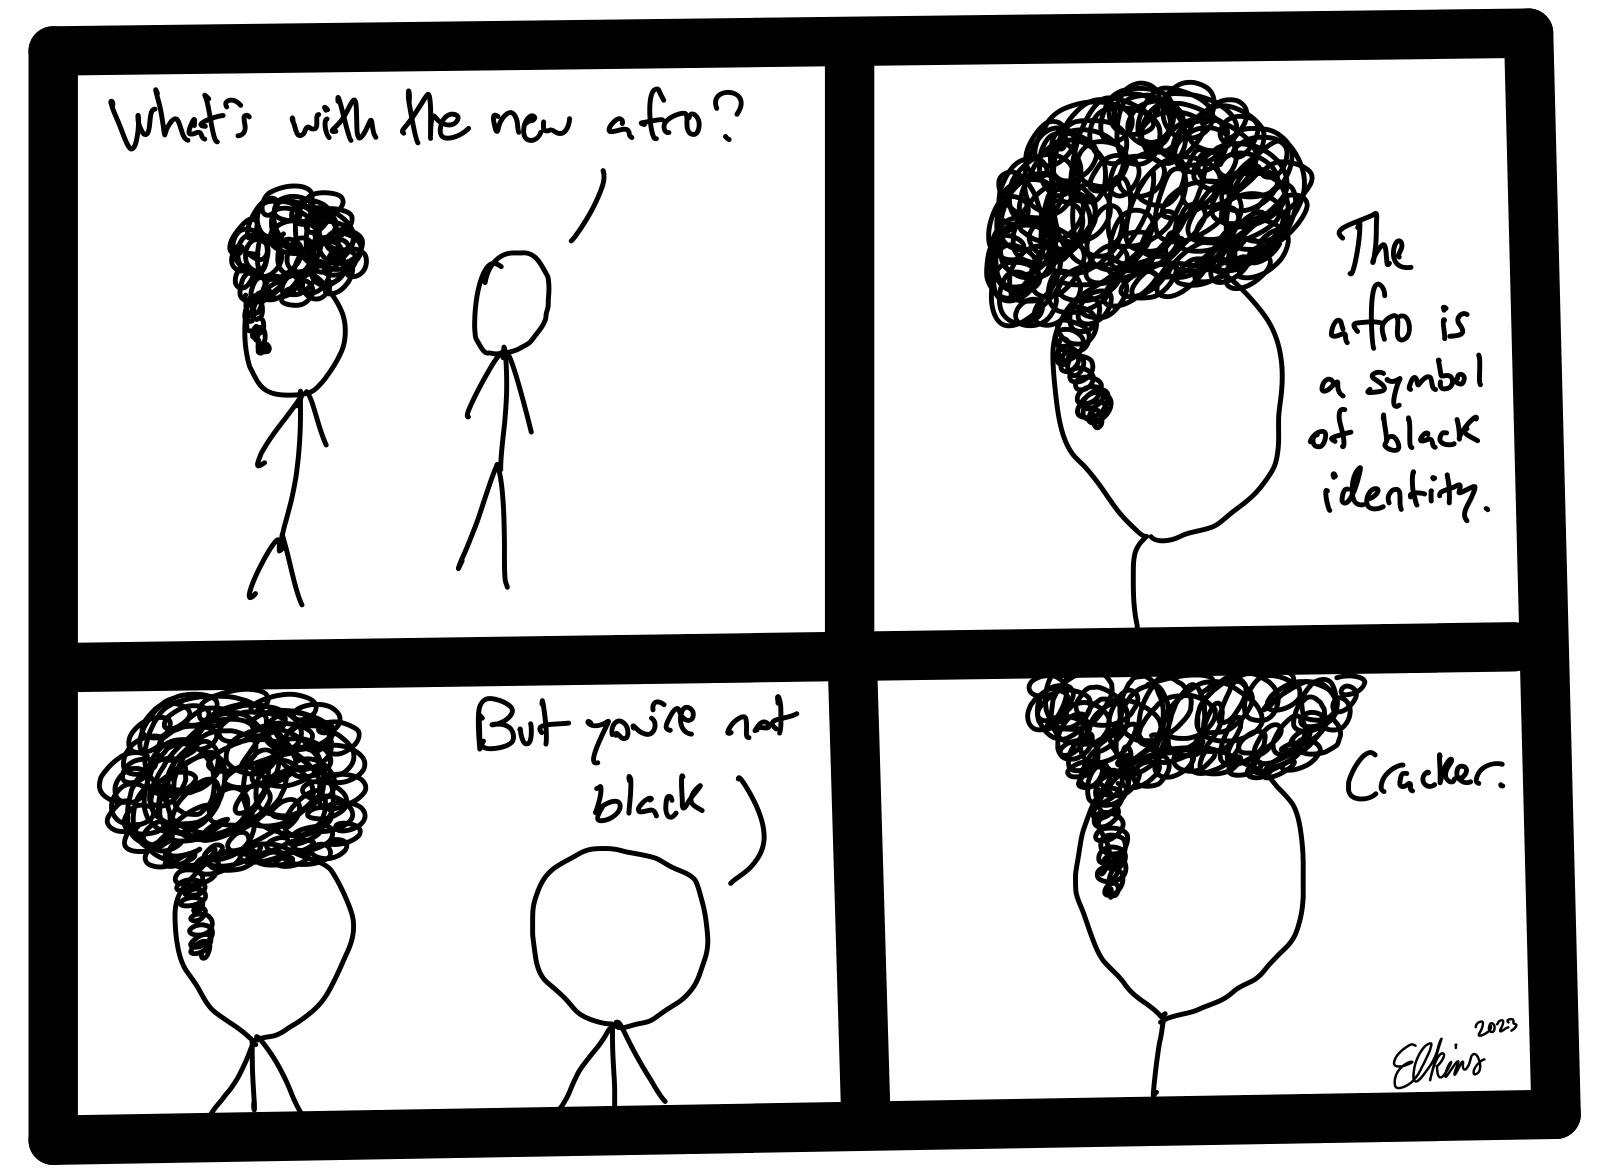 What's with the new afro?
The
afro is
a symbol
of black
identity.
But you're not
black
Cracker.
2023
Elkins